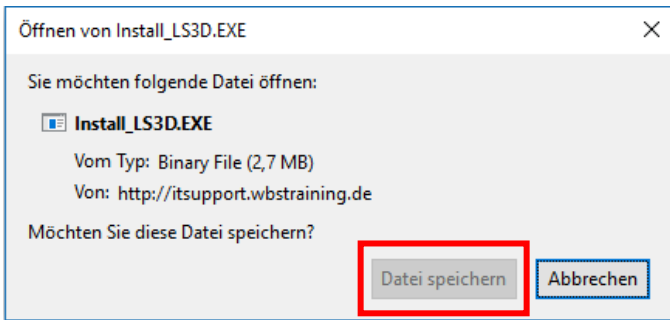 Öffnen von Install_LS3D.EXE
Sie möchten folgende Datei öffnen:
Install_LS3D.EXE
Vom Typ: Binary File (2,7 MB)
Von: http://itsupport.wbstraining.de
Möchten Sie diese Datei speichern?
Datei speichern Abbrechen